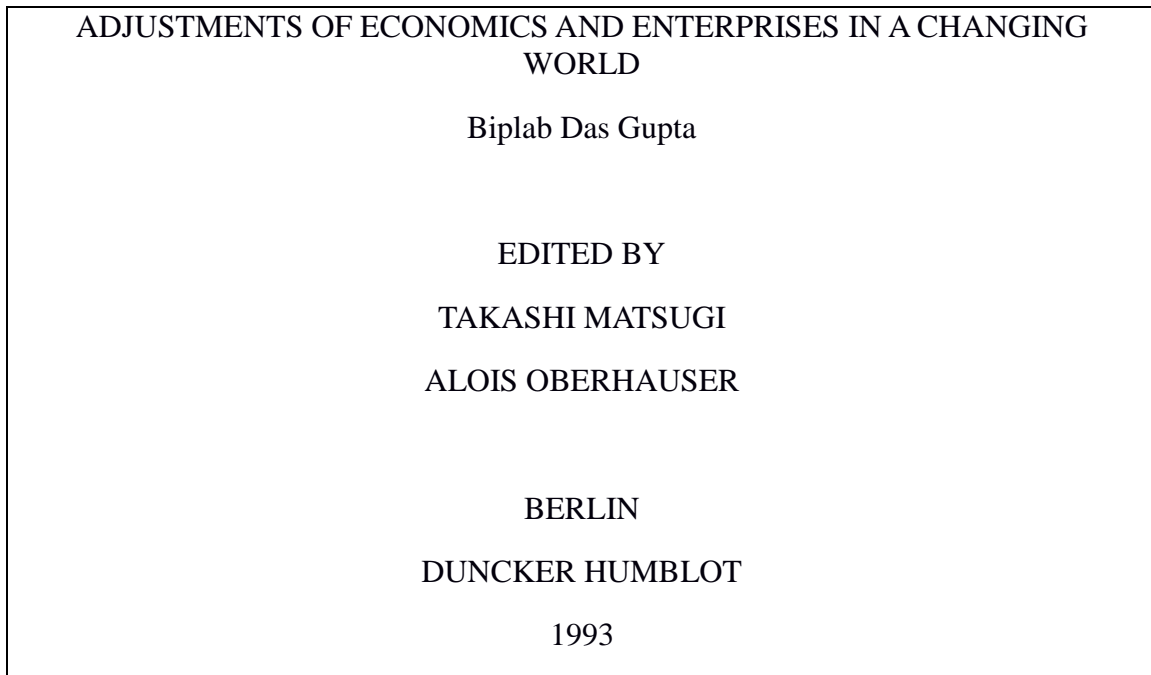 ADJUSTMENTS OF ECONOMICS AND ENTERPRISES IN A CHANGING
WORLD
Biplab Das Gupta
EDITED BY
TAKASHI MATSUGI
ALOIS OBERHAUSER
BERLIN
DUNCKER HUMBLOT
1993